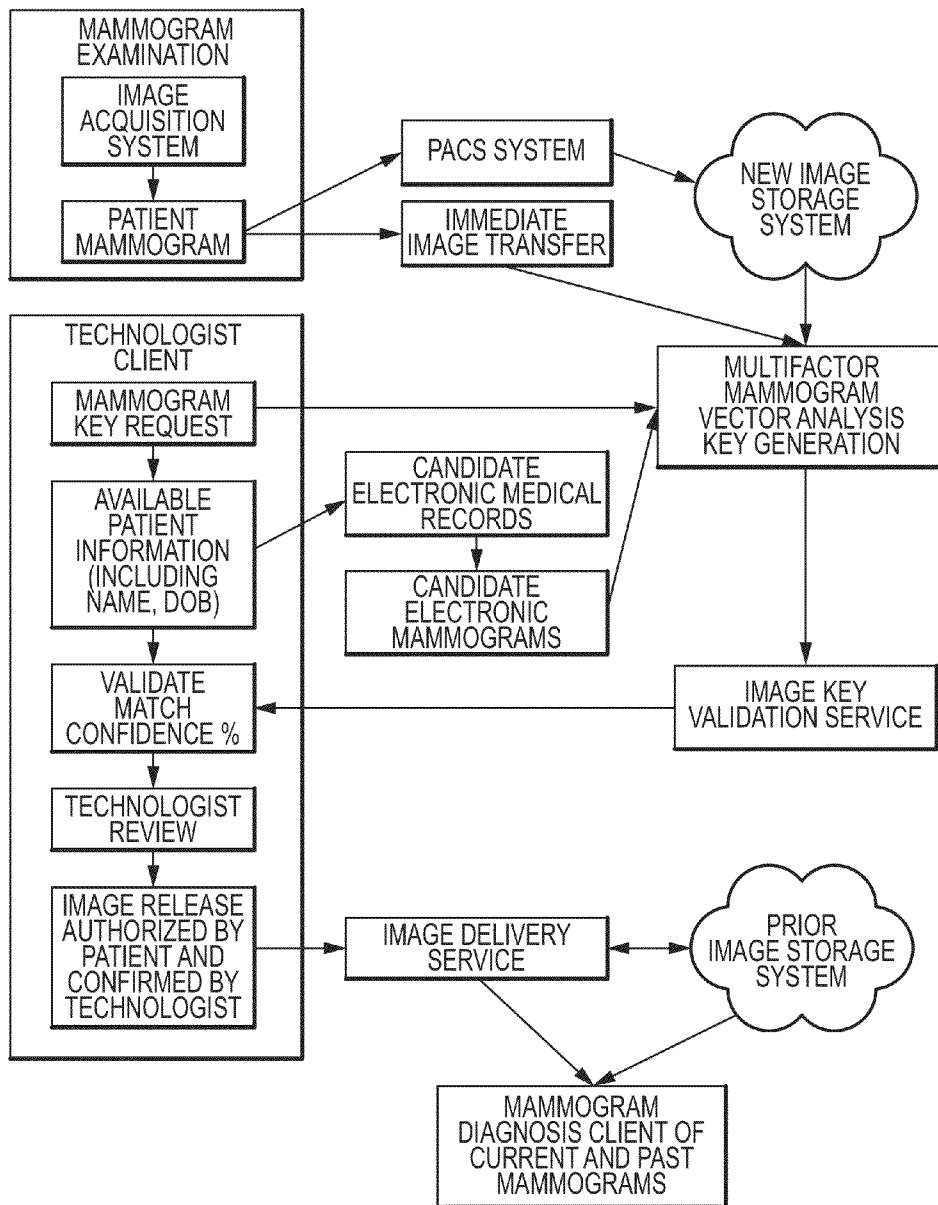 MAMMOGRAM
EXAMINATION
IMAGE
ACQUISITION
SYSTEM
PATIENT
MAMMOGRAM
PACS SYSTEM
IMMEDIATE
IMAGE TRANSFER
NEW IMAGE
STORAGE
SYSTEM
TECHNOLOGIST
CLIENT
MAMMOGRAM
KEY REQUEST
AVAILABLE
PATIENT
INFORMATION
(INCLUDING
NAME, DOB)
VALIDATE
MATCH
CONFIDENCE %
TECHNOLOGIST
REVIEW
IMAGE RELEASE
AUTHORIZED BY
PATIENT AND
CONFIRMED BY
TECHNOLOGIST
CANDIDATE
ELECTRONIC MEDICAL
RECORDS
CANDIDATE
ELECTRONIC
MAMMOGRAMS
MULTIFACTOR
MAMMOGRAM
VECTOR ANALYSIS
KEY GENERATION
IMAGE KEY
VALIDATION SERVICE
IMAGE DELIVERY
SERVICE
PRIOR
IMAGE STORAGE
SYSTEM
MAMMOGRAM
DIAGNOSIS CLIENT OF
CURRENT AND PAST
MAMMOGRAMS